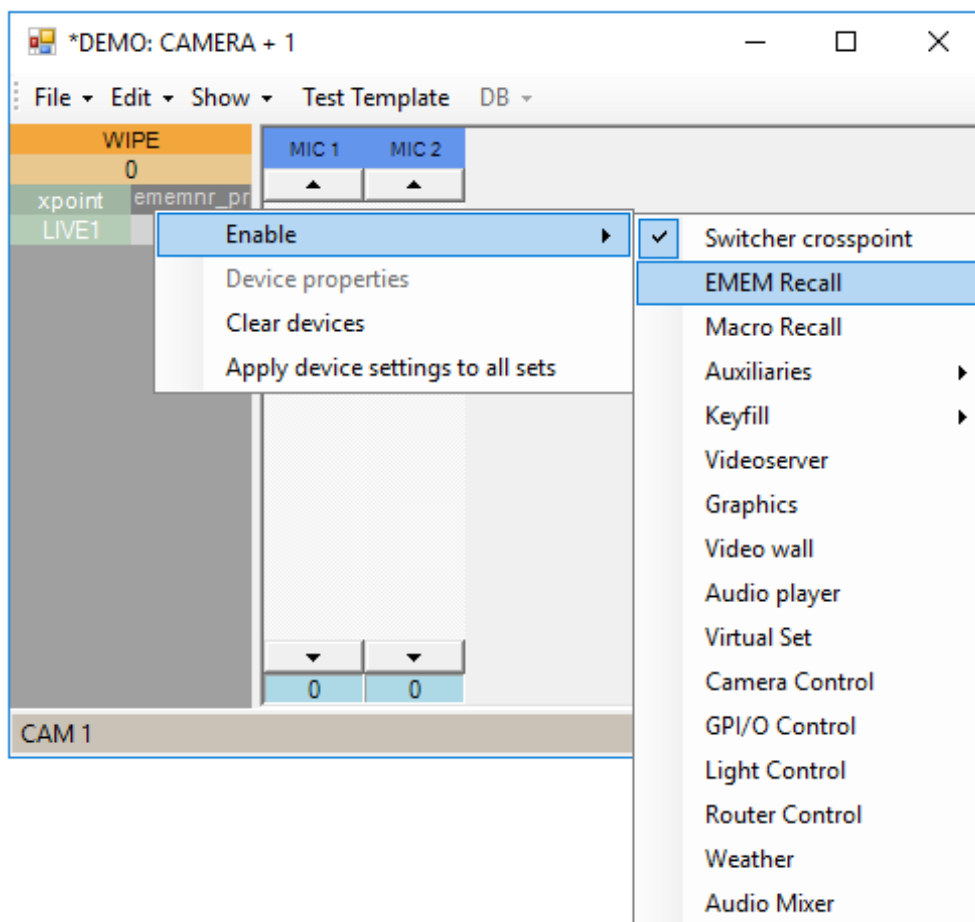 *DEMO: CAMERA + 1
File Edit Show Test Template DB
WIPE
0
xpoint ememnr_pr
LIVE1
MIC 1 MIC 2
Enable
Device properties
Clear devices
Apply device settings to all sets
Switcher crosspoint
EMEM Recall
Macro Recall
Auxiliaries
Keyfill
Videoserver
Graphics
Video wall
Audio player
Virtual Set
Camera Control
GPI/O Control
Light Control
Router Control
Weather
Audio Mixer
0 0
CAM 1